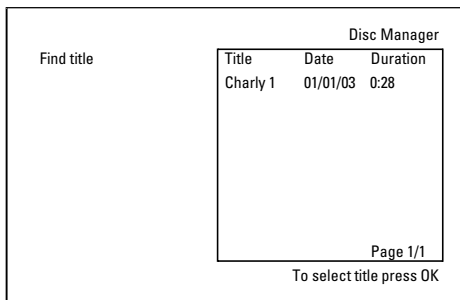 Disc Manager
Find title
Title Date Duration
Charly 1 01/01/03 0:28
Page 1/1
To select title press OK